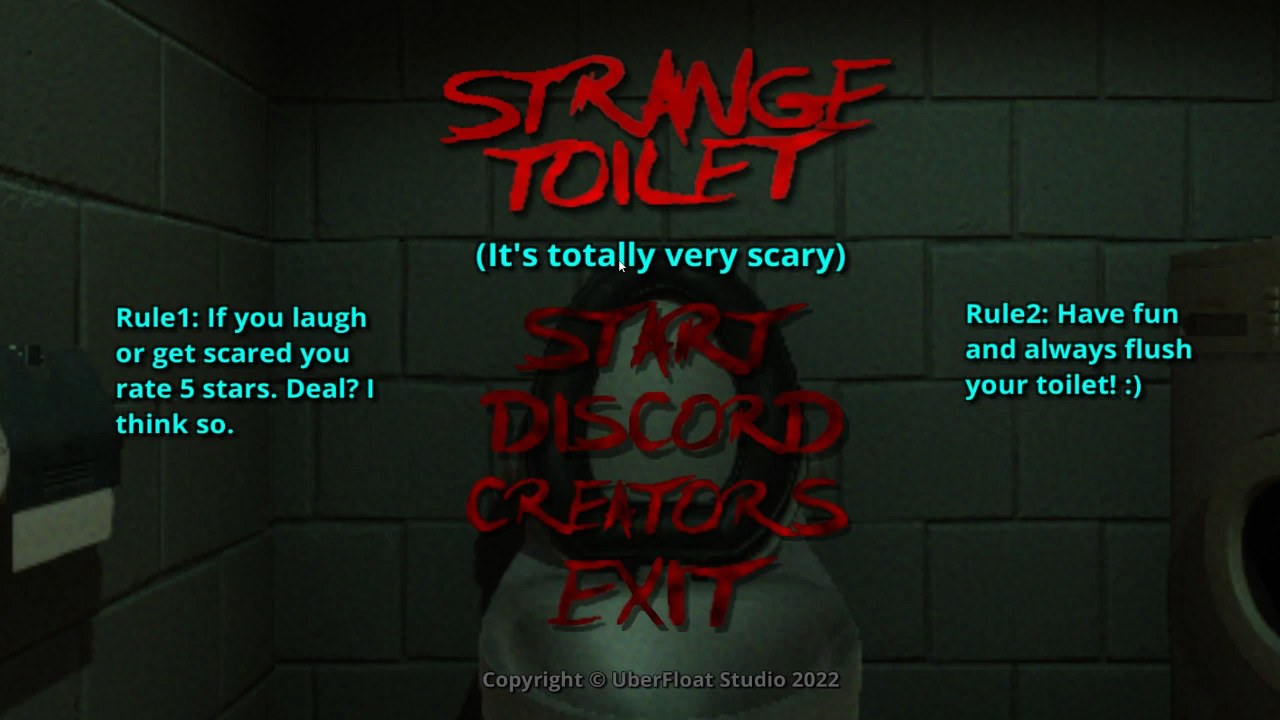 STRANGE
TOILET
(It's totally very scary)
Rule1: If you laugh
or get scared you
rate 5 stars. Deal? I
think so.
Rule2: Have fun
and always flush
your toilet! :)
START
DISCORD
CREATORS
EXIT
Copyright © UberFloat Studio 2022